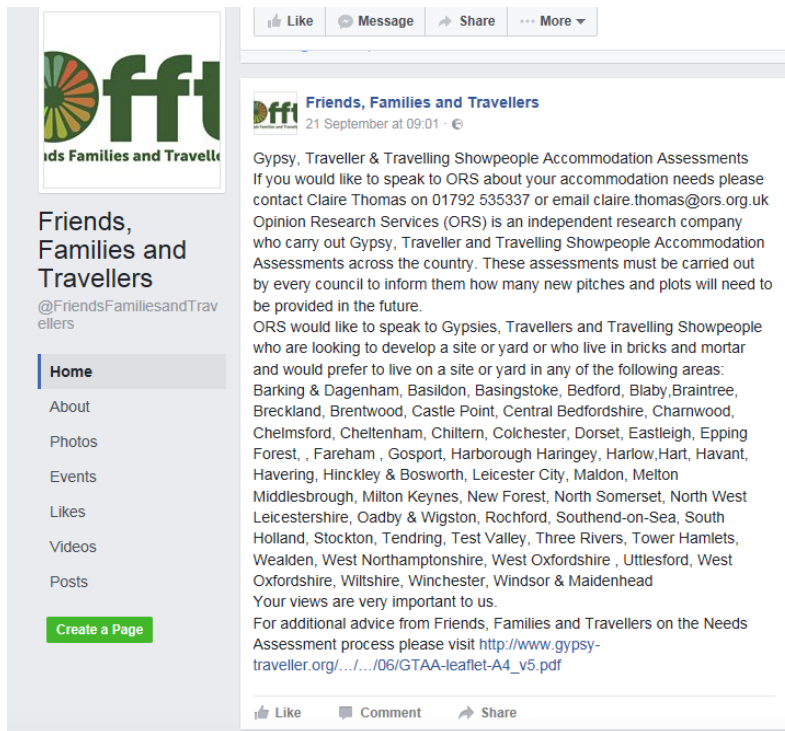 Like Message Share ··· More
fft
ds Families and Travelle
Friends,
Families and
Travellers
@FriendsFamiliesandTrav
ellers
Home
About
Photos
Events
Likes
Videos
Posts
Create a Page
fft
Friends, Families and Travellers
21 September at 09:01 ·
Gypsy, Traveller & Travelling Showpeople Accommodation Assessments
If you would like to speak to ORS about your accommodation needs please
contact Claire Thomas on 01792 535337 or email claire.thomas@ors.org.uk
Opinion Research Services (ORS) is an independent research company
who carry out Gypsy, Traveller and Travelling Showpeople Accommodation
Assessments across the country. These assessments must be carried out
by every council to inform them how many new pitches and plots will need to
be provided in the future.
ORS would like to speak to Gypsies, Travellers and Travelling Showpeople
who are looking to develop a site or yard or who live in bricks and mortar
and would prefer to live on a site or yard in any of the following areas:
Barking & Dagenham, Basildon, Basingstoke, Bedford, Blaby,Braintree,
Breckland, Brentwood, Castle Point, Central Bedfordshire, Charnwood,
Chelmsford, Cheltenham, Chiltern, Colchester, Dorset, Eastleigh, Epping
Forest, , Fareham , Gosport, Harborough Haringey, Harlow,Hart, Havant,
Havering, Hinckley & Bosworth, Leicester City, Maldon, Melton
Middlesbrough, Milton Keynes, New Forest, North Somerset, North West
Leicestershire, Oadby & Wigston, Rochford, Southend-on-Sea, South
Holland, Stockton, Tendring, Test Valley, Three Rivers, Tower Hamlets,
Wealden, West Northamptonshire, West Oxfordshire , Uttlesford, West
Oxfordshire, Wiltshire, Winchester, Windsor & Maidenhead
Your views are very important to us.
For additional advice from Friends, Families and Travellers on the Needs
Assessment process please visit http://www.gypsy-
traveller.org/.../.../06/GTAA-leaflet-A4_v5.pdf
Like Comment Share